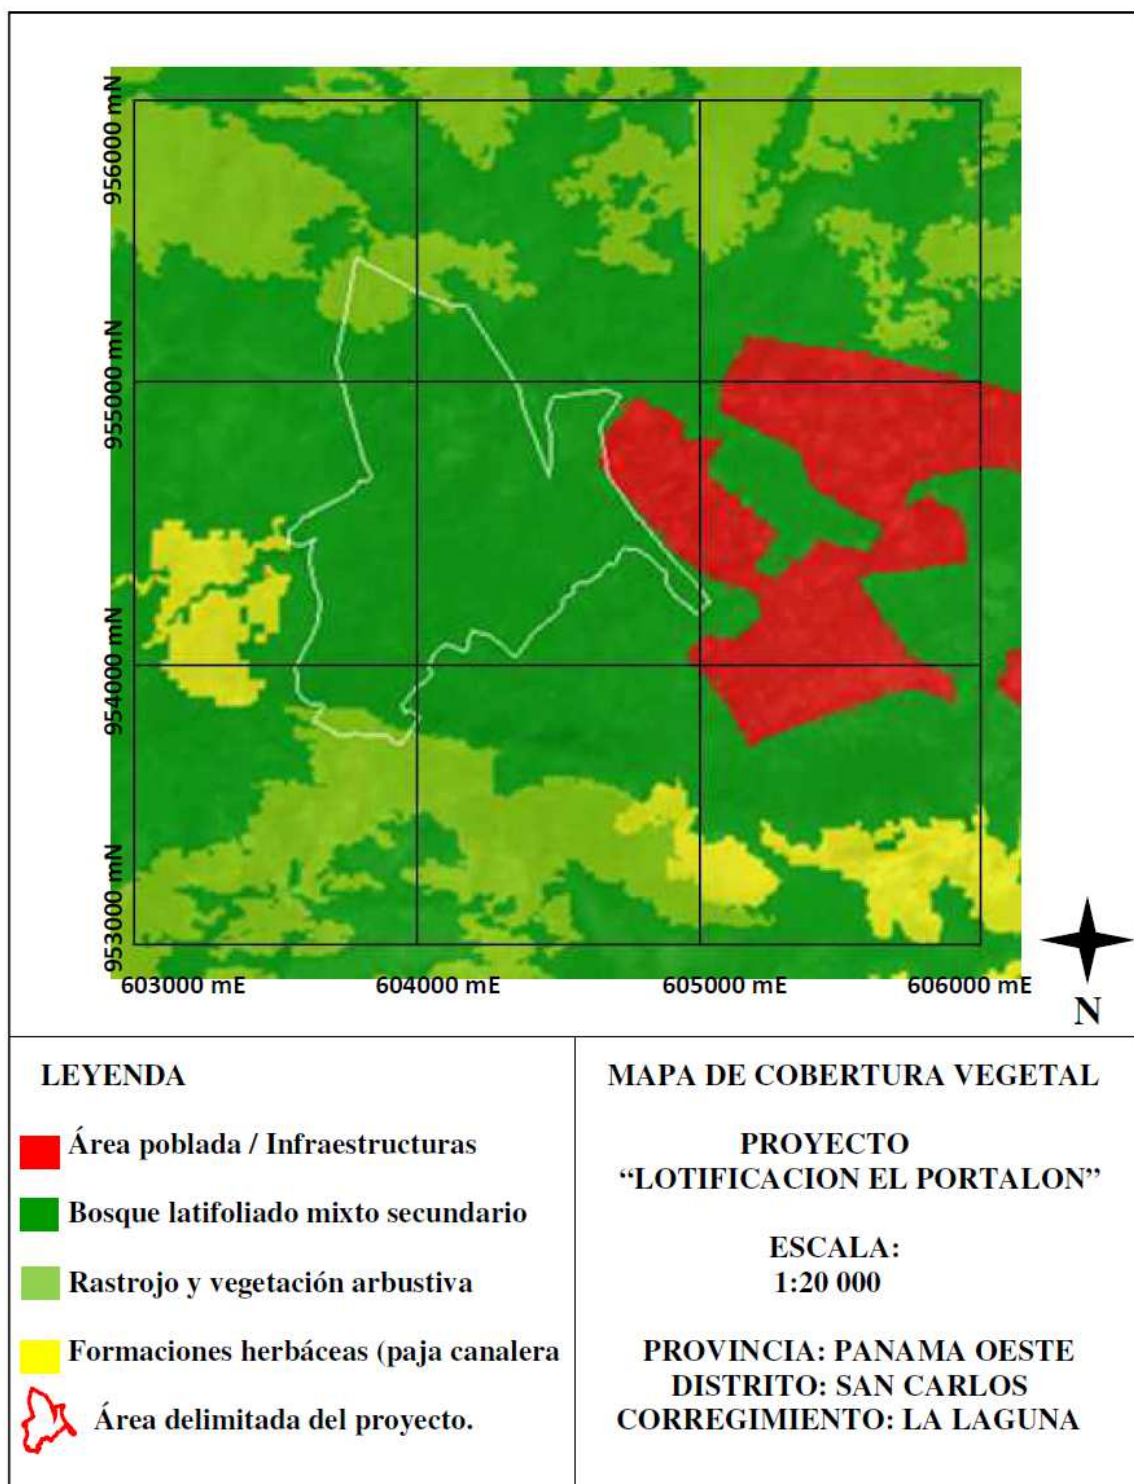 956000 mN
955000 mN
954000 mN
953000 mN
603000 mE
604000 mE
605000 mE
606000 mE
N
LEYENDA
Área poblada / Infraestructuras
Bosque latifoliado mixto secundario
Rastrojo y vegetación arbustiva
Formaciones herbáceas (paja canalera
Área delimitada del proyecto.
MAPA DE COBERTURA VEGETAL
PROYECTO
“LOTIFICACION EL PORTALON”
ESCALA:
1:20 000
PROVINCIA: PANAMA OESTE
DISTRITO: SAN CARLOS
CORREGIMIENTO: LA LAGUNA